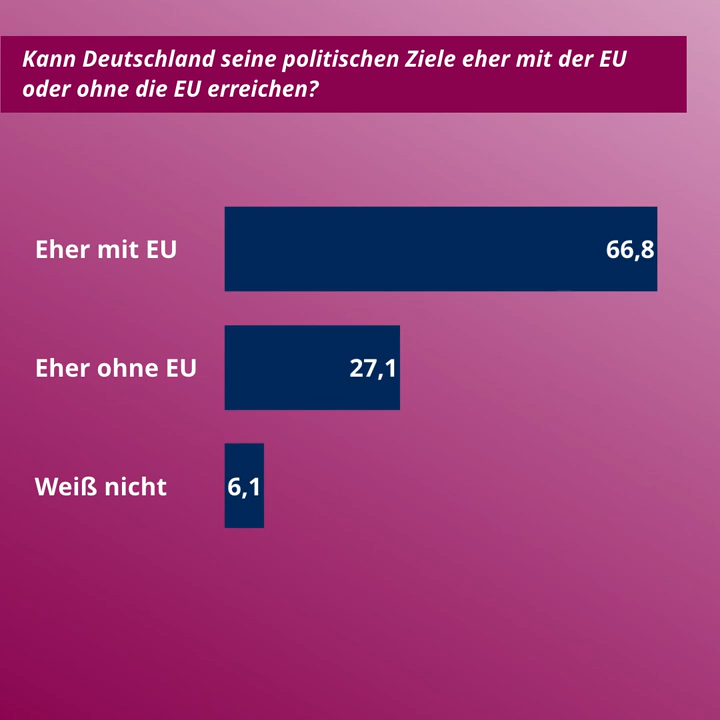 Kann Deutschland seine politischen Ziele eher mit der EU
oder ohne die EU erreichen?
Eher mit EU 66,8
Eher ohne EU 27,1
Weiß nicht 6,1